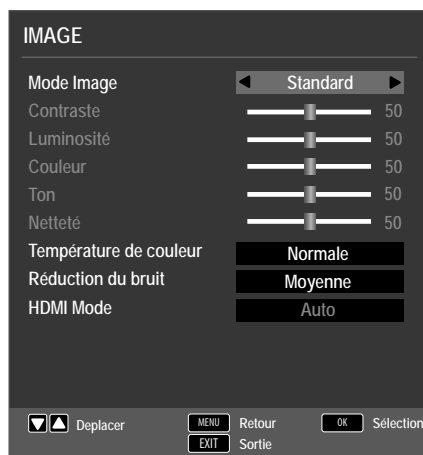 IMAGE
Mode Image Standard
Contraste 50
Luminosité 50
Couleur 50
Ton 50
Netteté 50
Température de couleur Normale
Réduction du bruit Moyenne
HDMI Mode Auto
Deplacer MENU Retour OK Sélection
EXIT Sortie